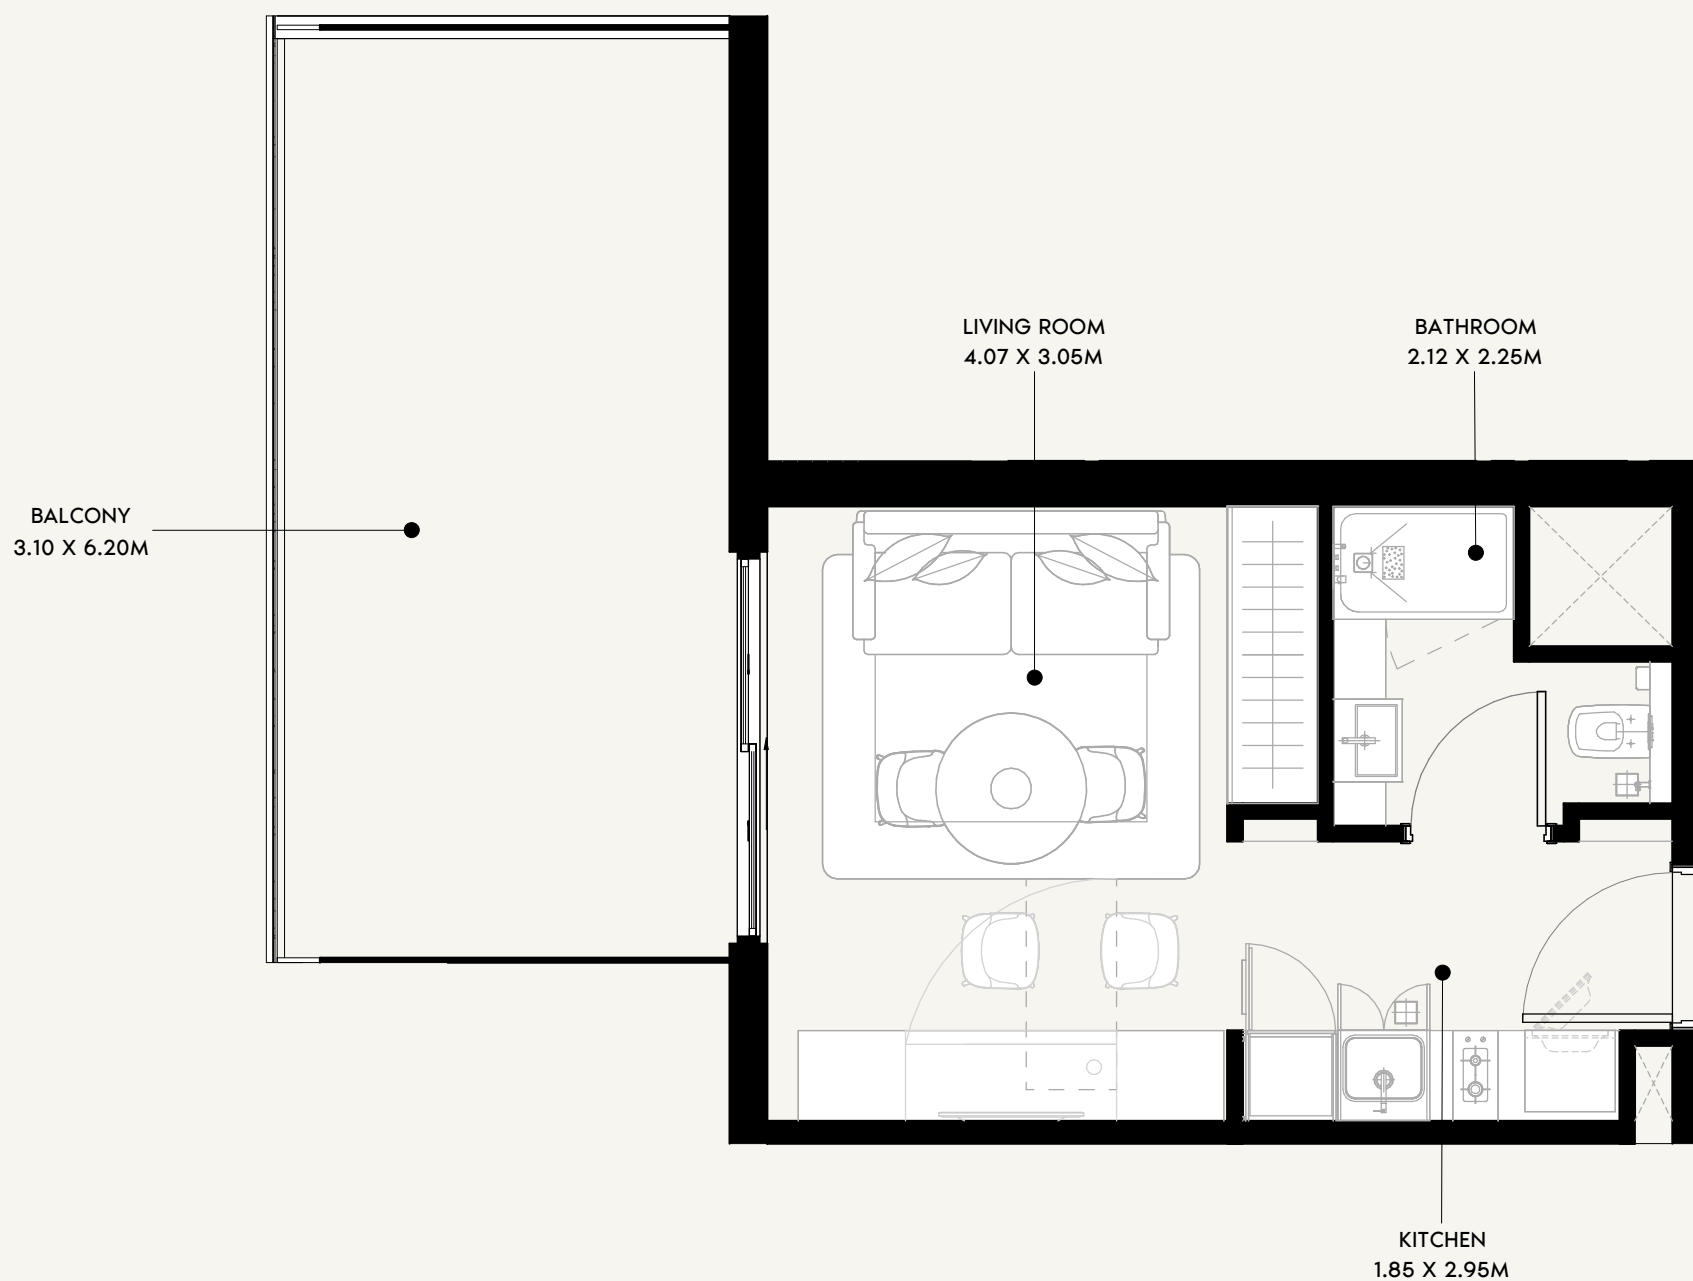 LIVING ROOM
4.07 X 3.05M
BATHROOM
2.12 X 2.25M
BALCONY
3.10 X 6.20M
KITCHEN
1.85 X 2.95M